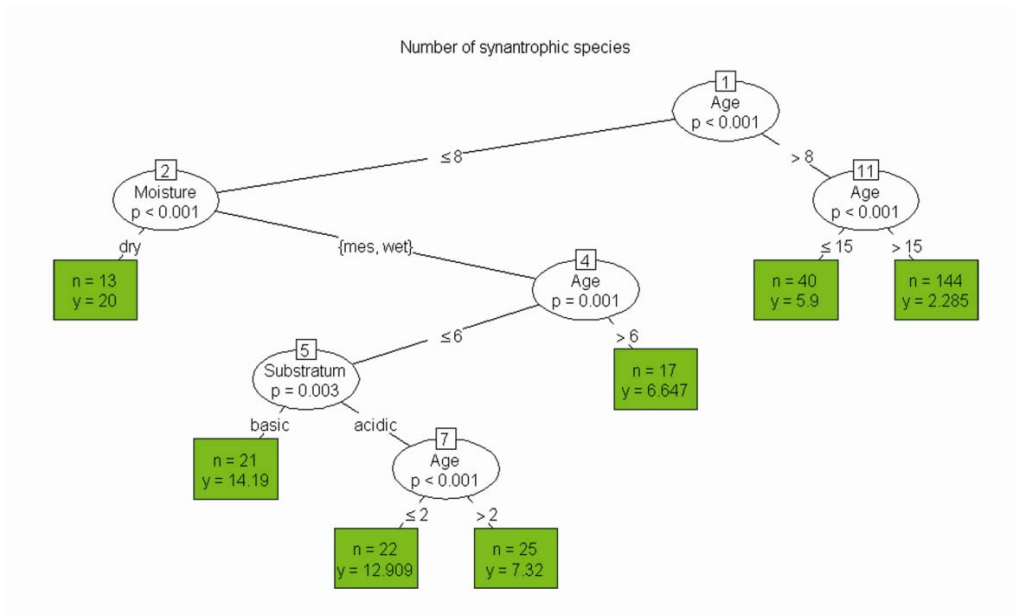 Number of synantrophic species
1
Age
p < 0.001
≤ 8
> 8
2
Moisture
p < 0.001
11
Age
p < 0.001
dry
{mes, wet}
≤ 15
> 15
n = 13
y = 20
4
Age
p = 0.001
n = 40
y = 5.9
n = 144
y = 2.285
≤ 6
> 6
5
Substratum
p = 0.003
n = 17
y = 6.647
basic
acidic
n = 21
y = 14.19
7
Age
p < 0.001
≤ 2
> 2
n = 22
y = 12.909
n = 25
y = 7.32